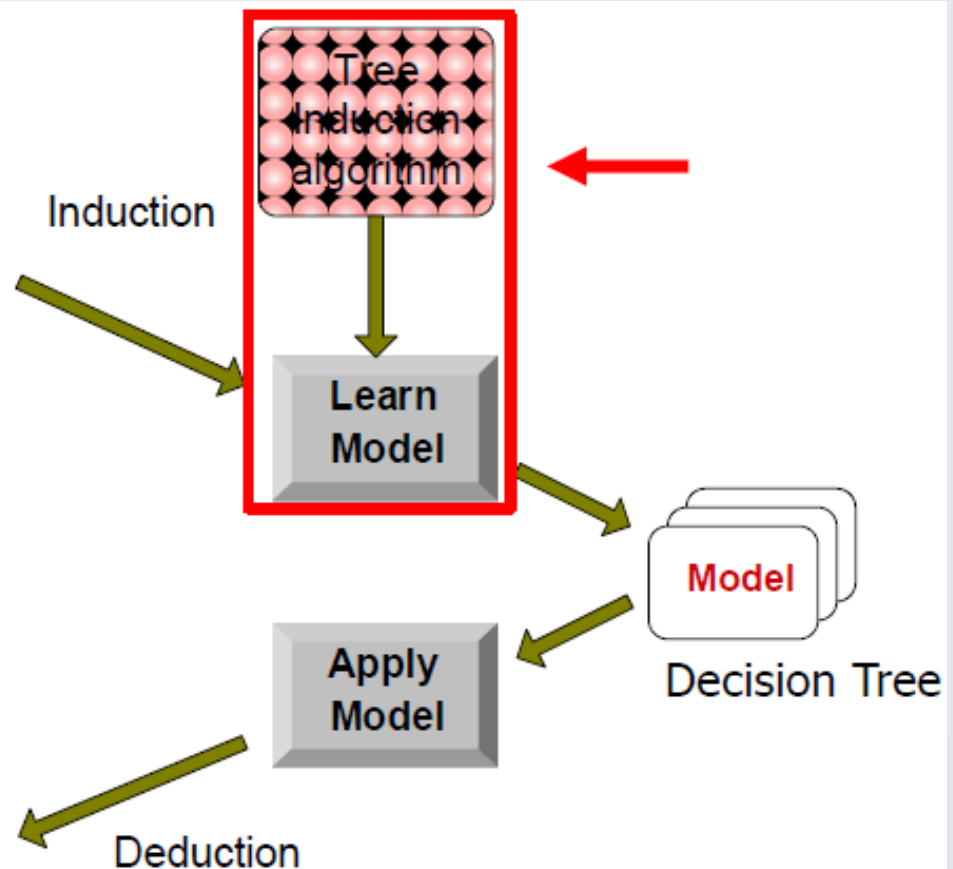 Tree
Induction
algorithm
Induction
Learn
Model
Model
Decision Tree
Apply
Model
Deduction